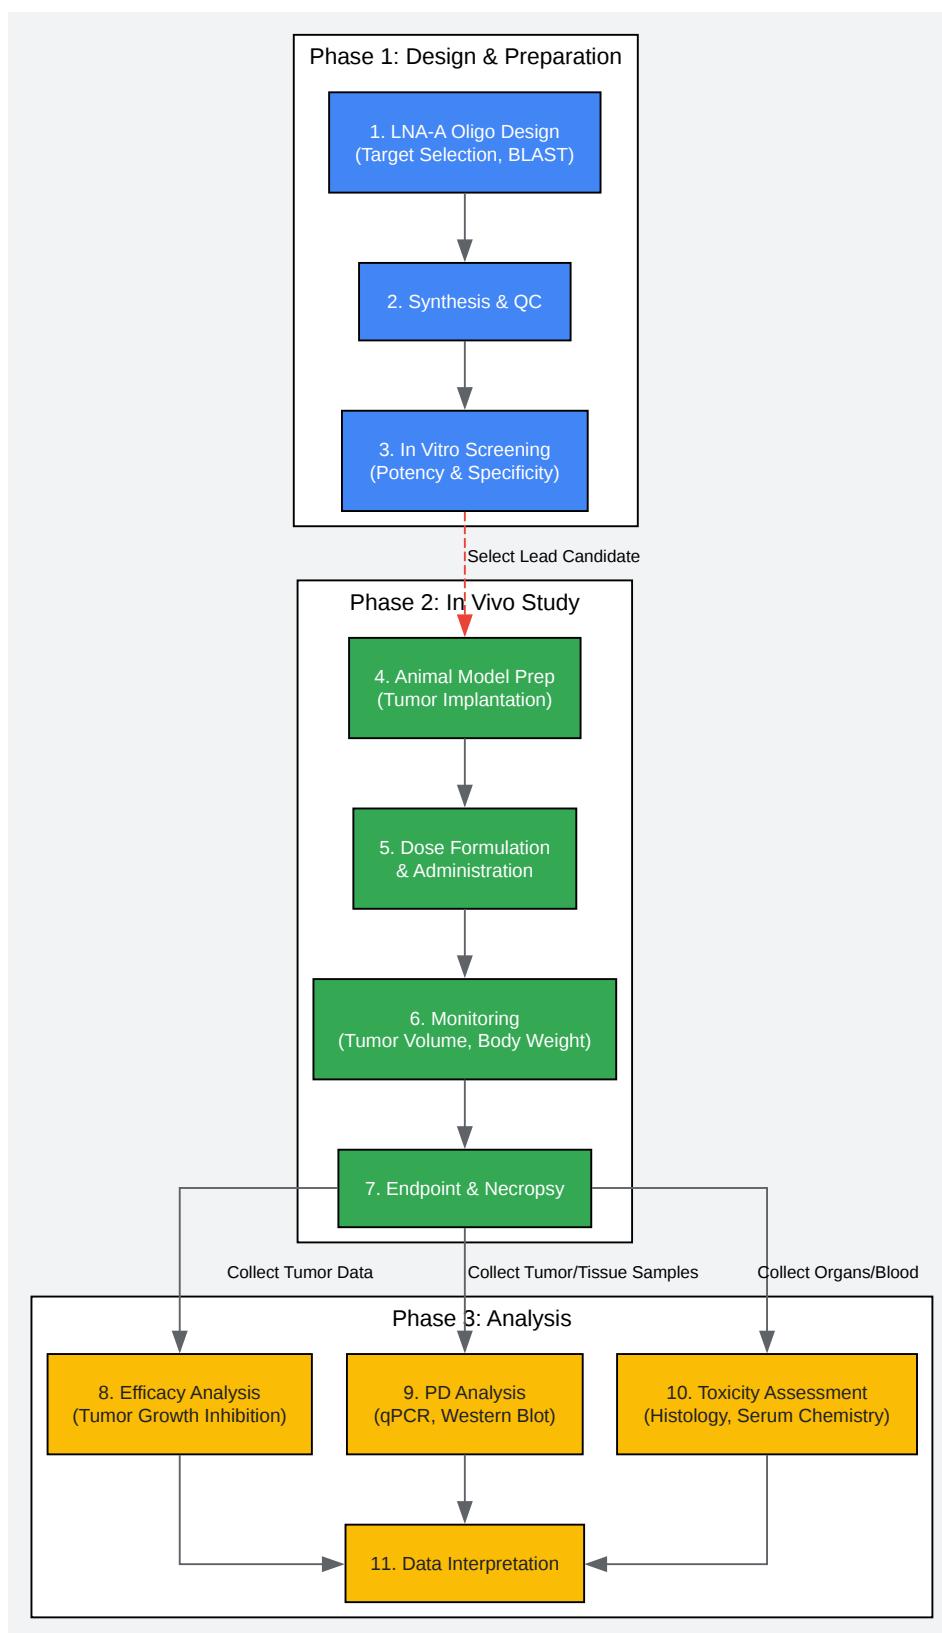 Phase 1: Design & Preparation
1. LNA-A Oligo Design
(Target Selection, BLAST)
2. Synthesis & QC
3. In Vitro Screening
(Potency & Specificity)
Select Lead Candidate
Phase 2: In Vivo Study
4. Animal Model Prep
(Tumor Implantation)
5. Dose Formulation
& Administration
6. Monitoring
(Tumor Volume, Body Weight)
7. Endpoint & Necropsy
Collect Tumor Data
Collect Tumor/Tissue Samples
Collect Organs/Blood
Phase 3: Analysis
8. Efficacy Analysis
(Tumor Growth Inhibition)
9. PD Analysis
(qPCR, Western Blot)
10. Toxicity Assessment
(Histology, Serum Chemistry)
11. Data Interpretation